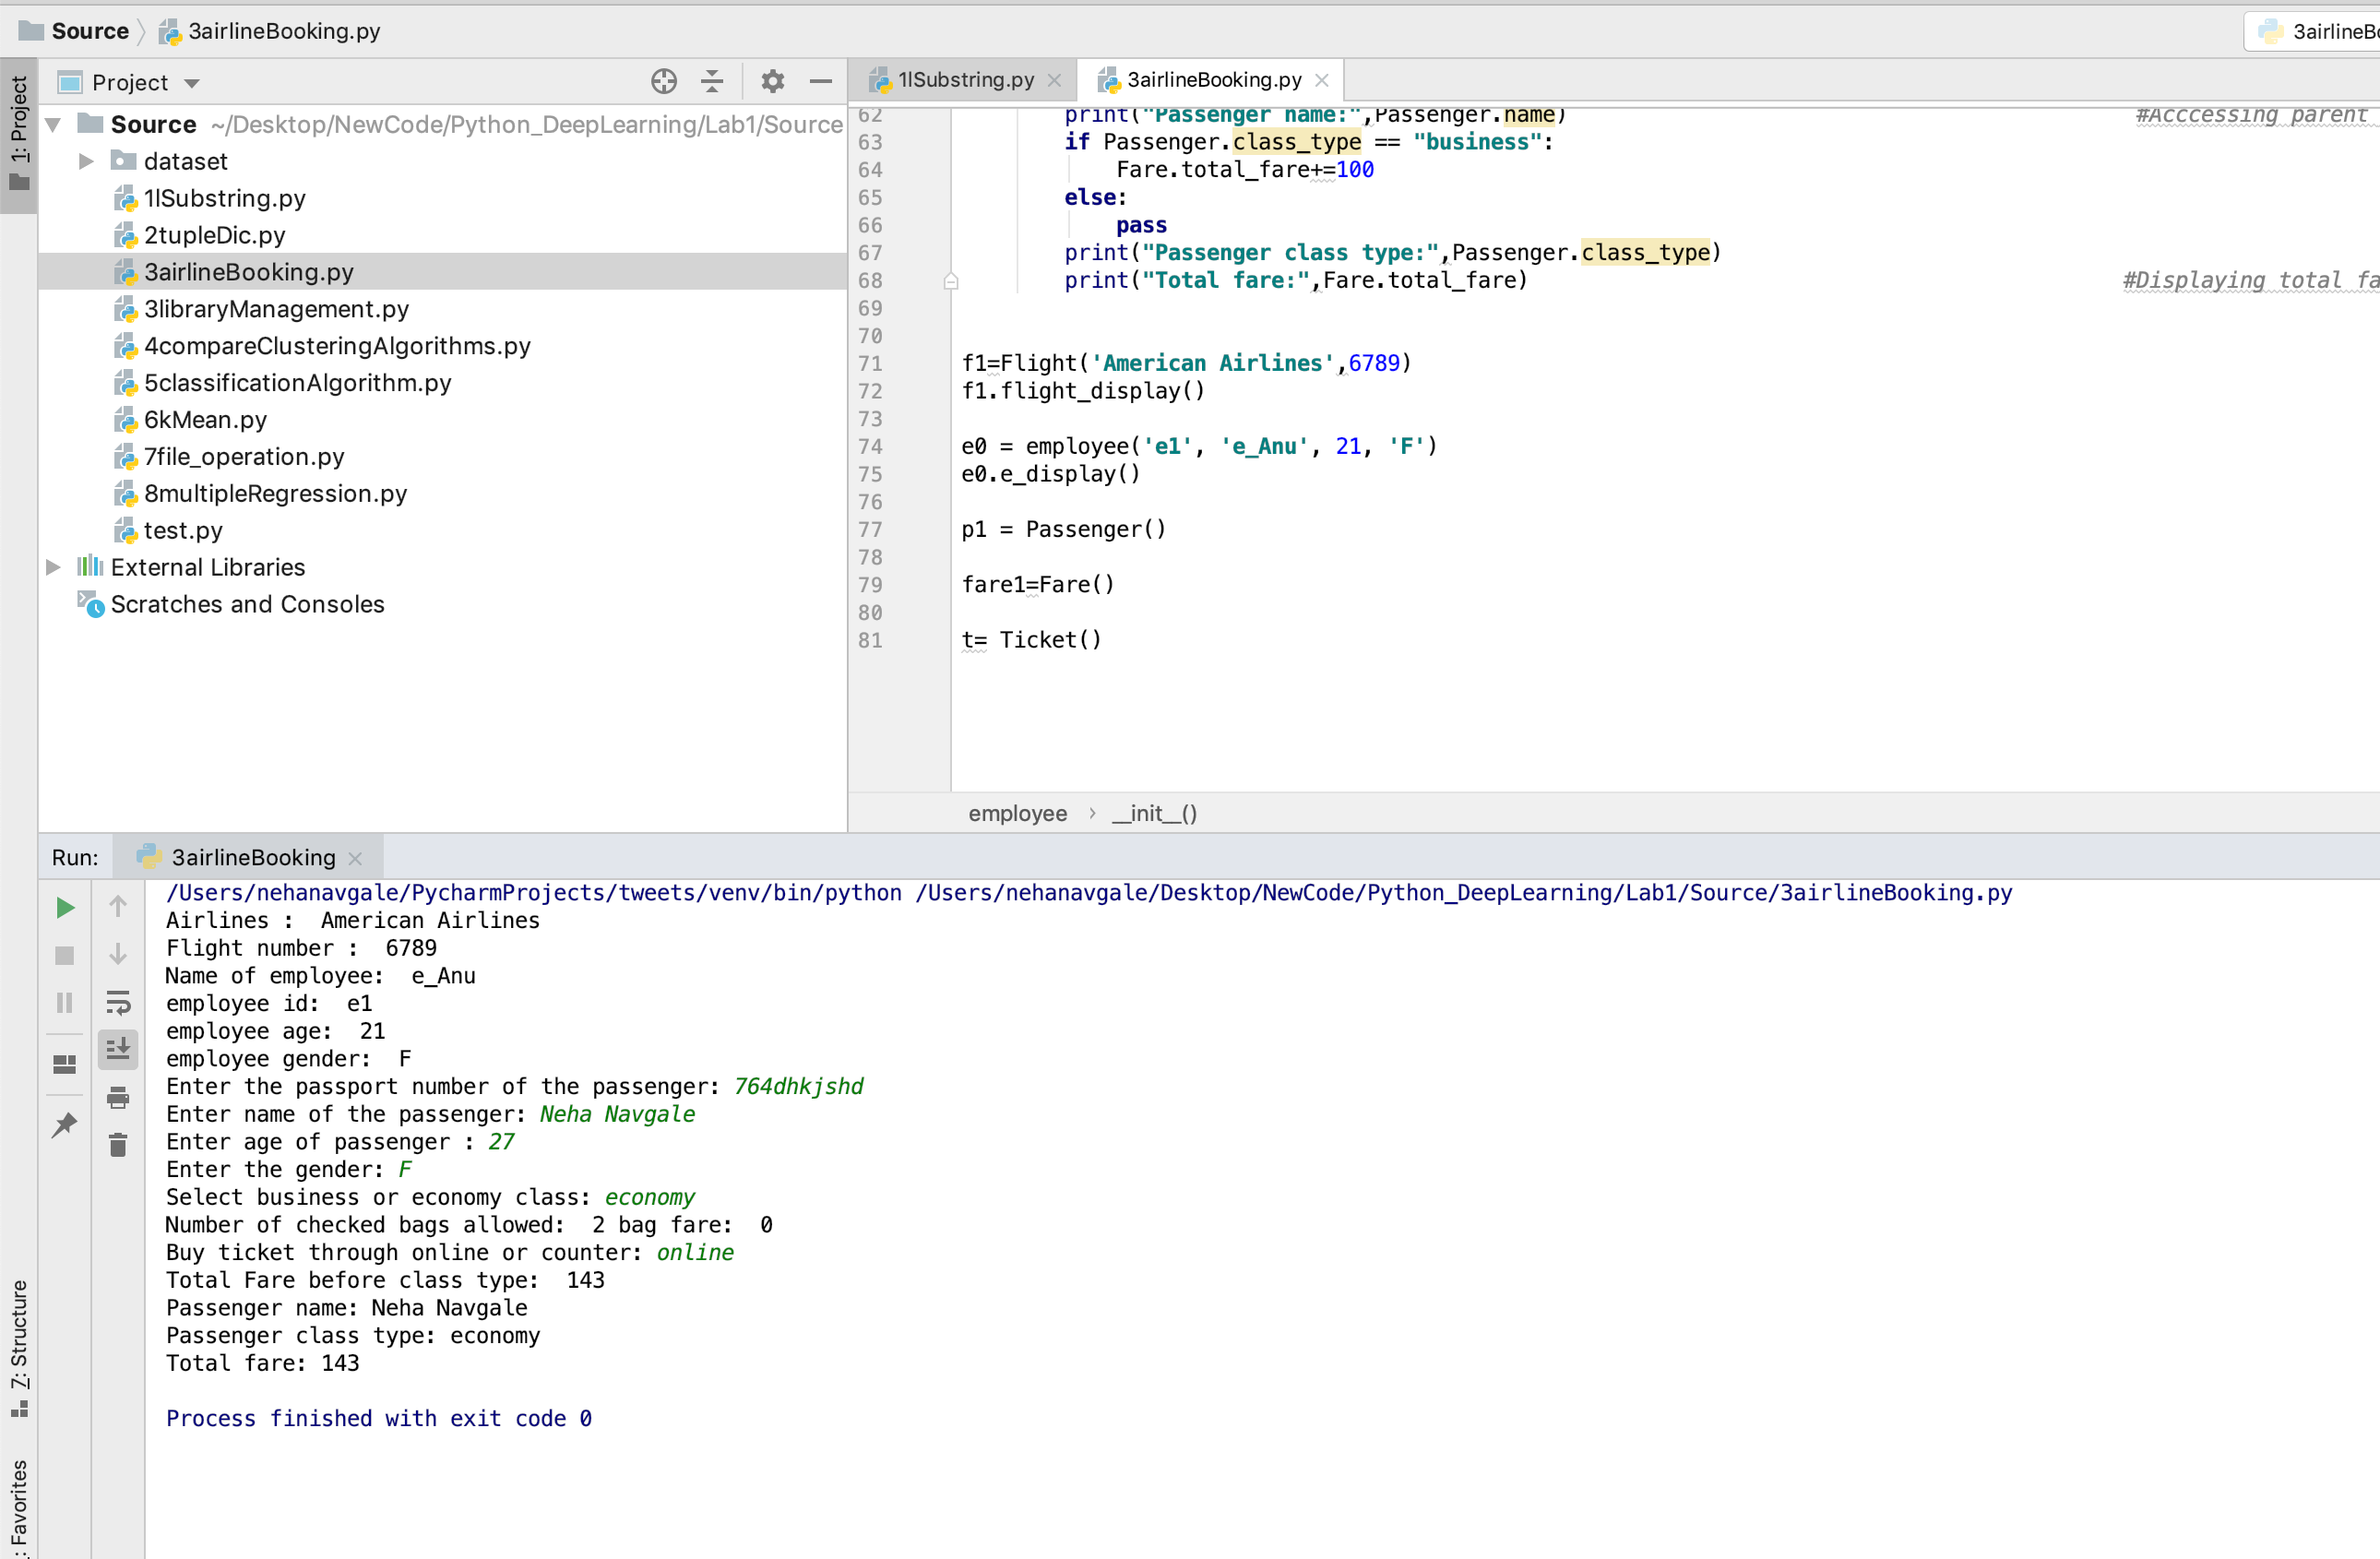 Source 3airlineBooking.py 3airlineBo
1: Project
Project
Source ~/Desktop/NewCode/Python_DeepLearning/Lab1/Source
dataset
1lSubstring.py
2tupleDic.py
3airlineBooking.py
3libraryManagement.py
4compareClusteringAlgorithms.py
5classificationAlgorithm.py
6kMean.py
7file_operation.py
8multipleRegression.py
test.py
External Libraries
Scratches and Consoles
1lSubstring.py 3airlineBooking.py
62 print("Passenger name:",Passenger.name) #Acccessing parent
63 if Passenger.class_type == "business":
64 Fare.total_fare+=100
65 else:
66 pass
67 print("Passenger class type:",Passenger.class_type)
68 print("Total fare:",Fare.total_fare) #Displaying total fa
69
70
71 f1=Flight('American Airlines',6789)
72 f1.flight_display()
73
74 e0 = employee('e1', 'e_Anu', 21, 'F')
75 e0.e_display()
76
77 p1 = Passenger()
78
79 fare1=Fare()
80
81 t= Ticket()
employee › __init__()
Run: 3airlineBooking
/Users/nehanavgale/PycharmProjects/tweets/venv/bin/python /Users/nehanavgale/Desktop/NewCode/Python_DeepLearning/Lab1/Source/3airlineBooking.py
Airlines :  American Airlines
Flight number :  6789
Name of employee:  e_Anu
employee id:  e1
employee age:  21
employee gender:  F
Enter the passport number of the passenger: 764dhkjshd
Enter name of the passenger: Neha Navgale
Enter age of passenger : 27
Enter the gender: F
Select business or economy class: economy
Number of checked bags allowed:  2 bag fare:  0
Buy ticket through online or counter: online
Total Fare before class type:  143
Passenger name: Neha Navgale
Passenger class type: economy
Total fare: 143
Process finished with exit code 0
Z: Structure
: Favorites